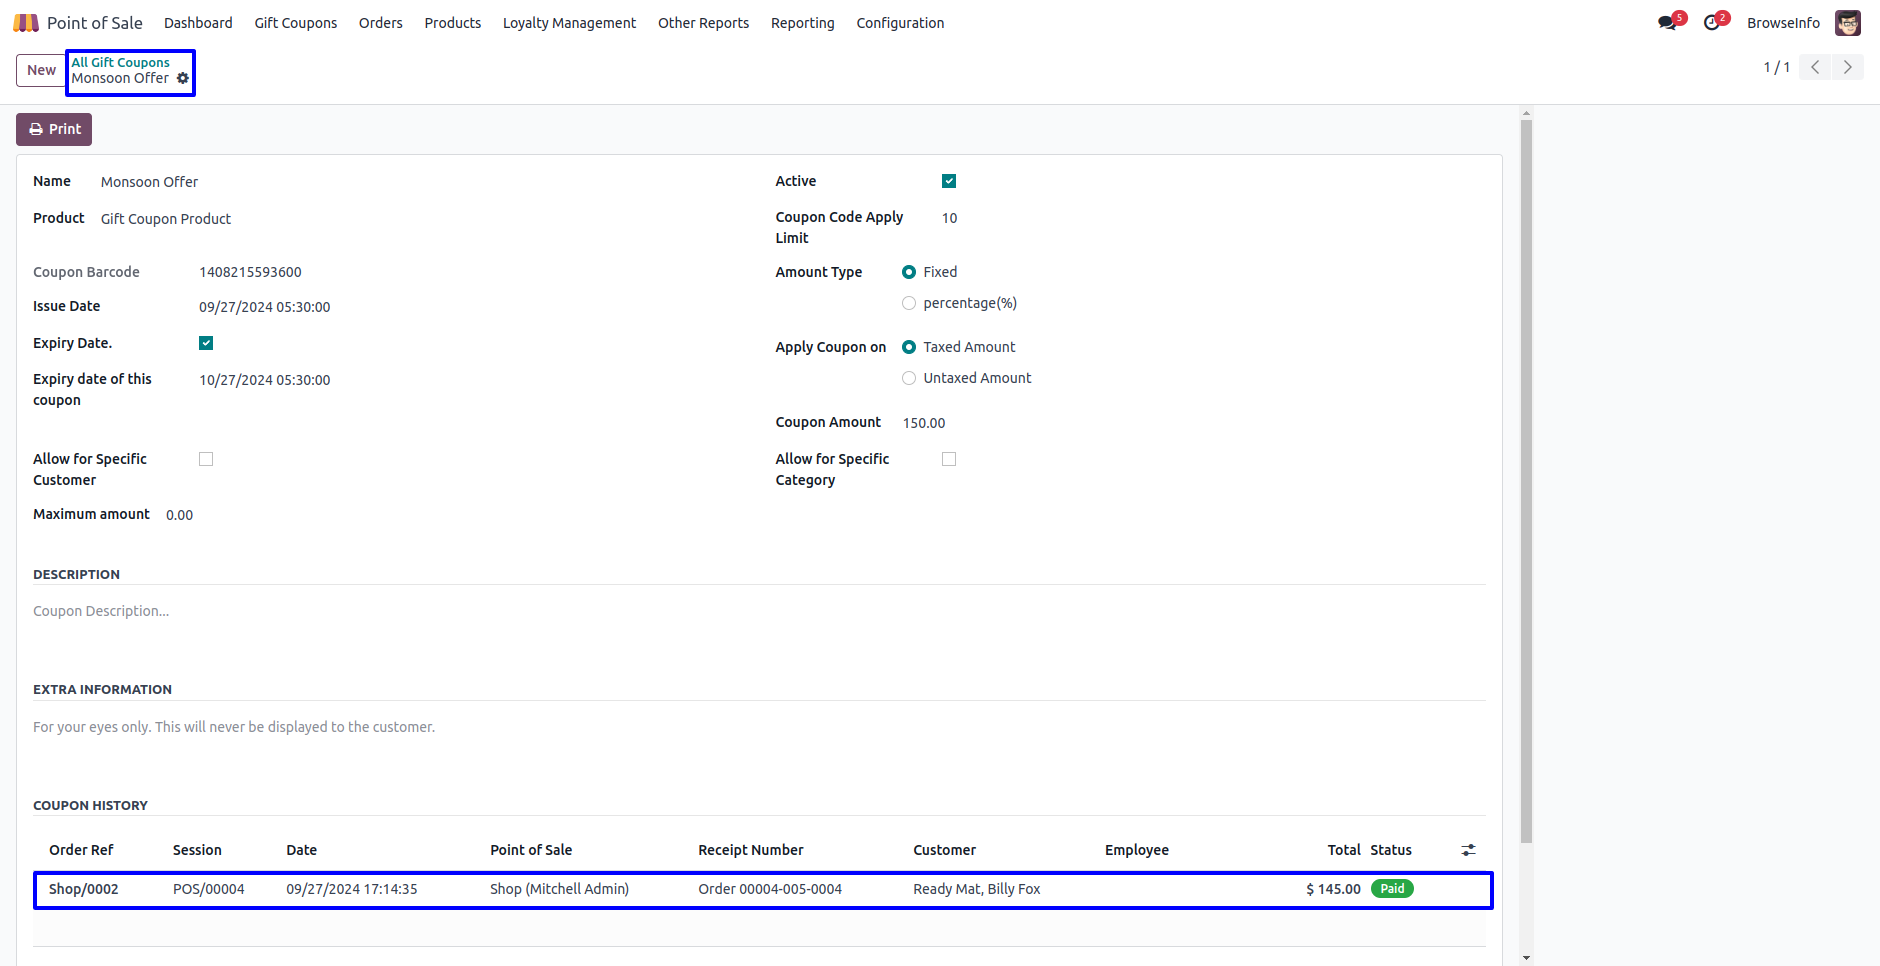 Point of Sale Dashboard Gift Coupons Orders Products Loyalty Management Other Reports Reporting Configuration 5 2 BrowseInfo
New All Gift Coupons
Monsoon Offer 1 / 1
Print
Name Monsoon Offer Active
Product Gift Coupon Product Coupon Code Apply 10
Limit
Coupon Barcode 1408215593600 Amount Type Fixed
Issue Date 09/27/2024 05:30:00 percentage(%)
Expiry Date. Apply Coupon on Taxed Amount
Expiry date of this 10/27/2024 05:30:00 Untaxed Amount
coupon
Coupon Amount 150.00
Allow for Specific Allow for Specific
Customer Category
Maximum amount 0.00
DESCRIPTION
Coupon Description...
EXTRA INFORMATION
For your eyes only. This will never be displayed to the customer.
COUPON HISTORY
Order Ref Session Date Point of Sale Receipt Number Customer Employee Total Status
Shop/0002 POS/00004 09/27/2024 17:14:35 Shop (Mitchell Admin) Order 00004-005-0004 Ready Mat, Billy Fox $ 145.00 Paid